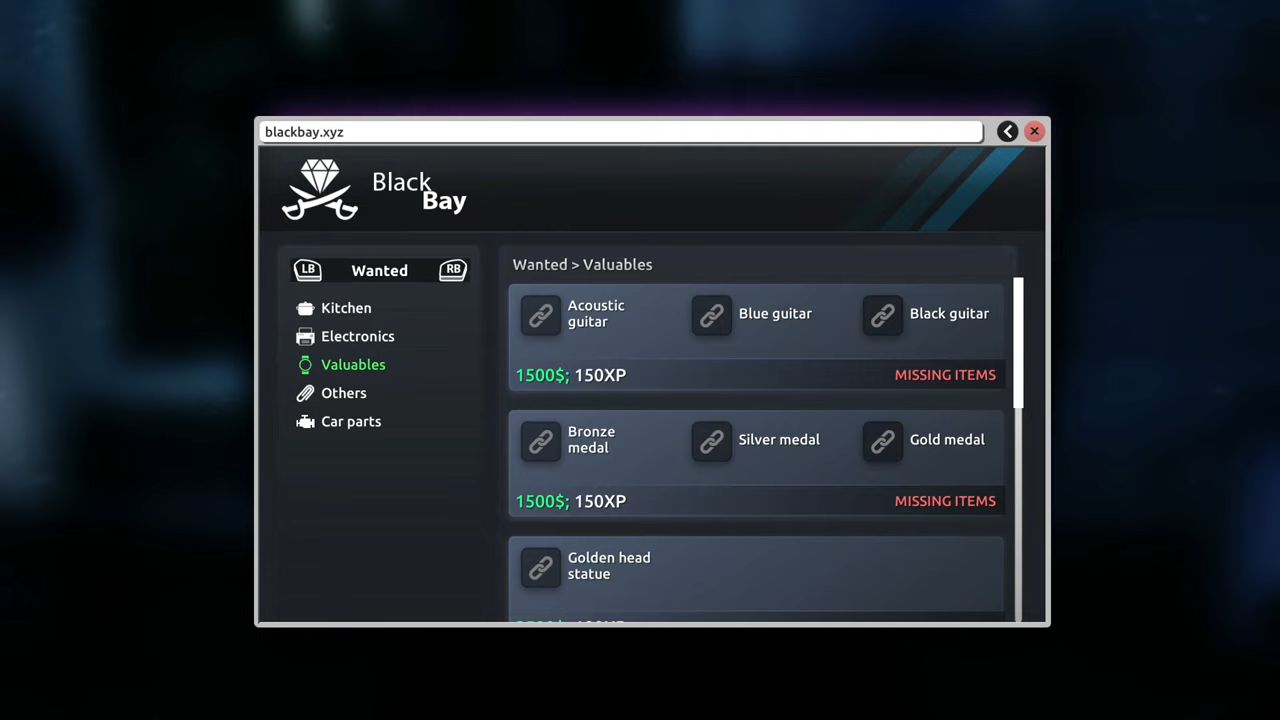 blackbay.xyz
Black
Bay
LB Wanted RB
Kitchen
Electronics
Valuables
Others
Car parts
Wanted > Valuables
Acoustic
guitar
Blue guitar
Black guitar
1500$; 150XP
MISSING ITEMS
Bronze
medal
Silver medal
Gold medal
1500$; 150XP
MISSING ITEMS
Golden head
statue